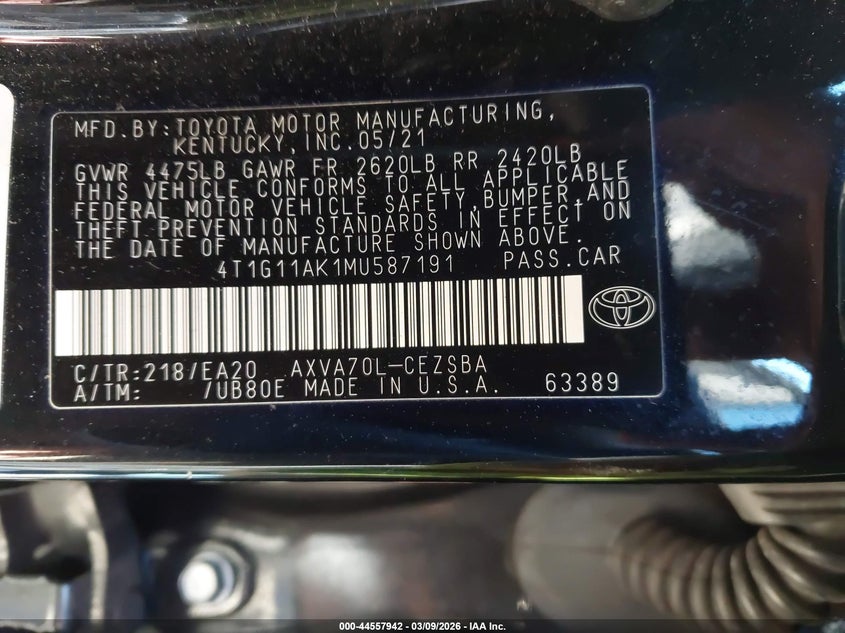 MFD.BY:TOYOTA MOTOR MANUFACTURING,
KENTUCKY,INC.05/21
GVWR 4475LB GAWR FR 2620LB RR 2420LB
THIS VEHICLE CONFORMS TO ALL APPLICABLE
FEDERAL MOTOR VEHICLE SAFETY,BUMPER,AND
THEFT PREVENTION STANDARDS IN EFFECT ON
THE DATE OF MANUFACTURE SHOWN ABOVE.
4T1G11AK1MU587191 PASS.CAR
C/TR:218/EA20 AXVA70L-CEZSBA
A/TM: /UB80E MADE IN U.S.A. 63389
000-44557942 | 03/09/2026 - IAA Inc.